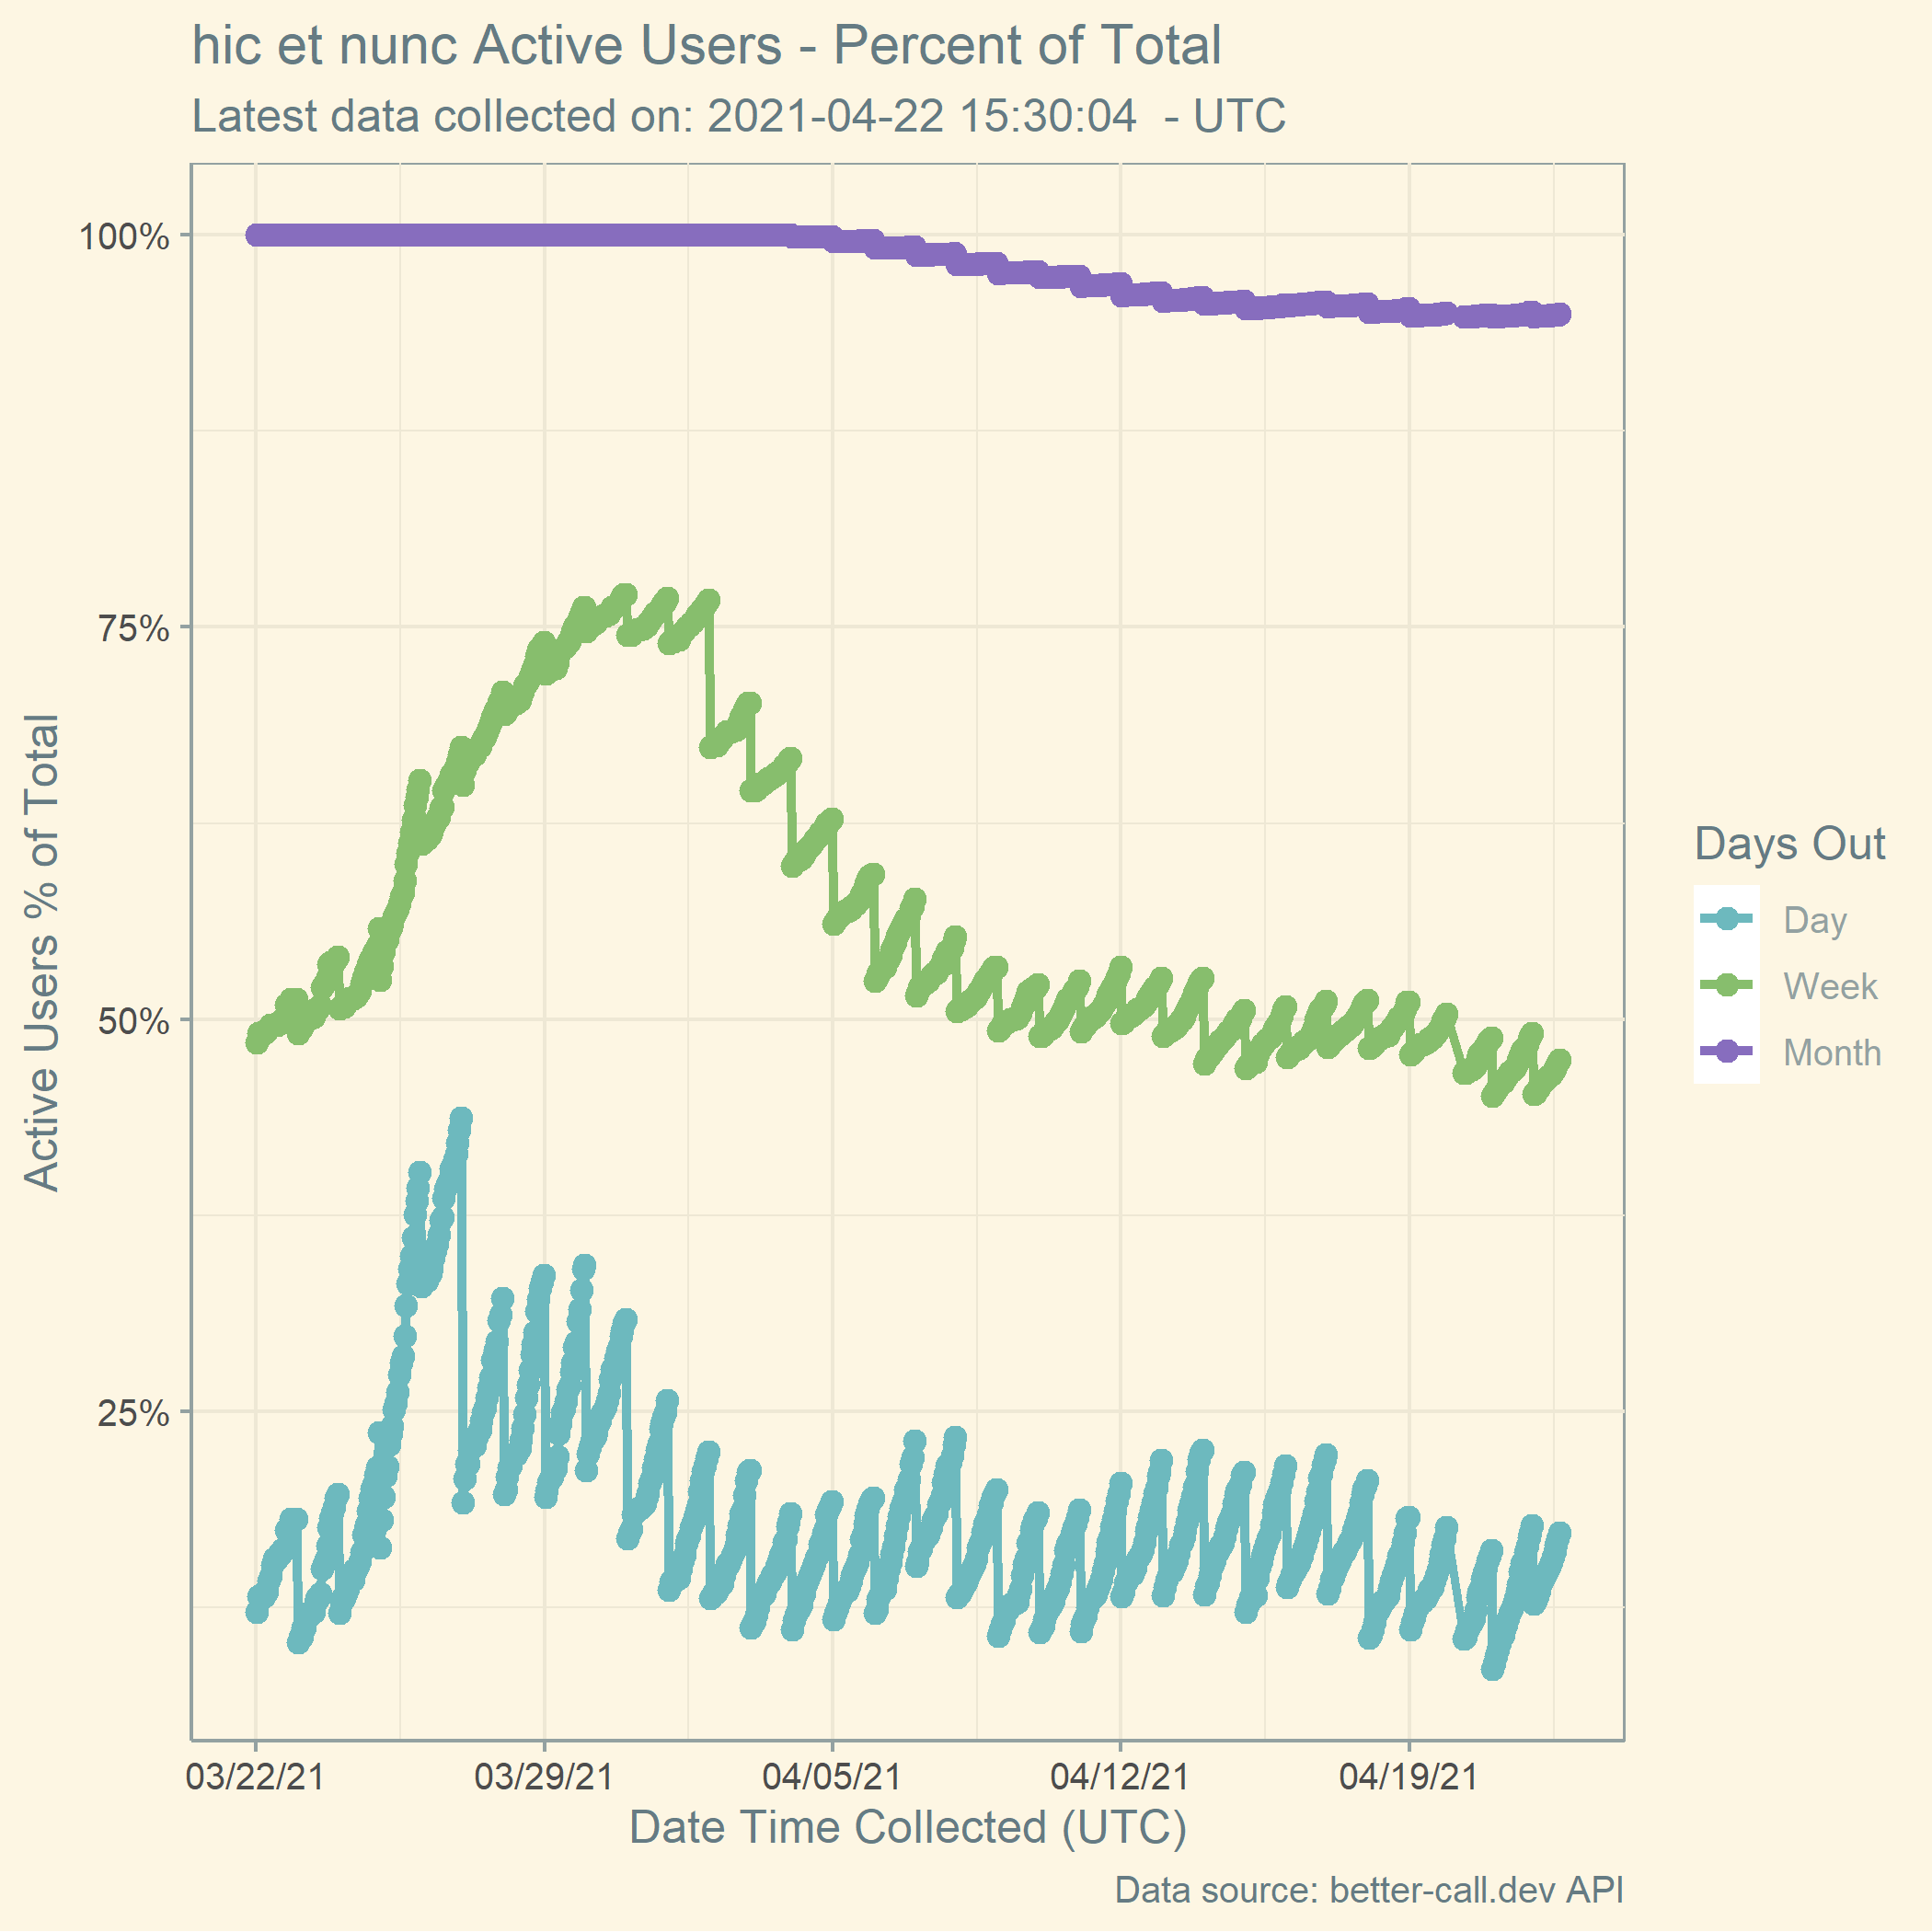 hic et nunc Active Users - Percent of Total
Latest data collected on: 2021-04-22 15:30:04  - UTC
Active Users % of Total
100%
75%
50%
25%
03/22/21
03/29/21
04/05/21
04/12/21
04/19/21
Date Time Collected (UTC)
Days Out
Day
Week
Month
Data source: better-call.dev API